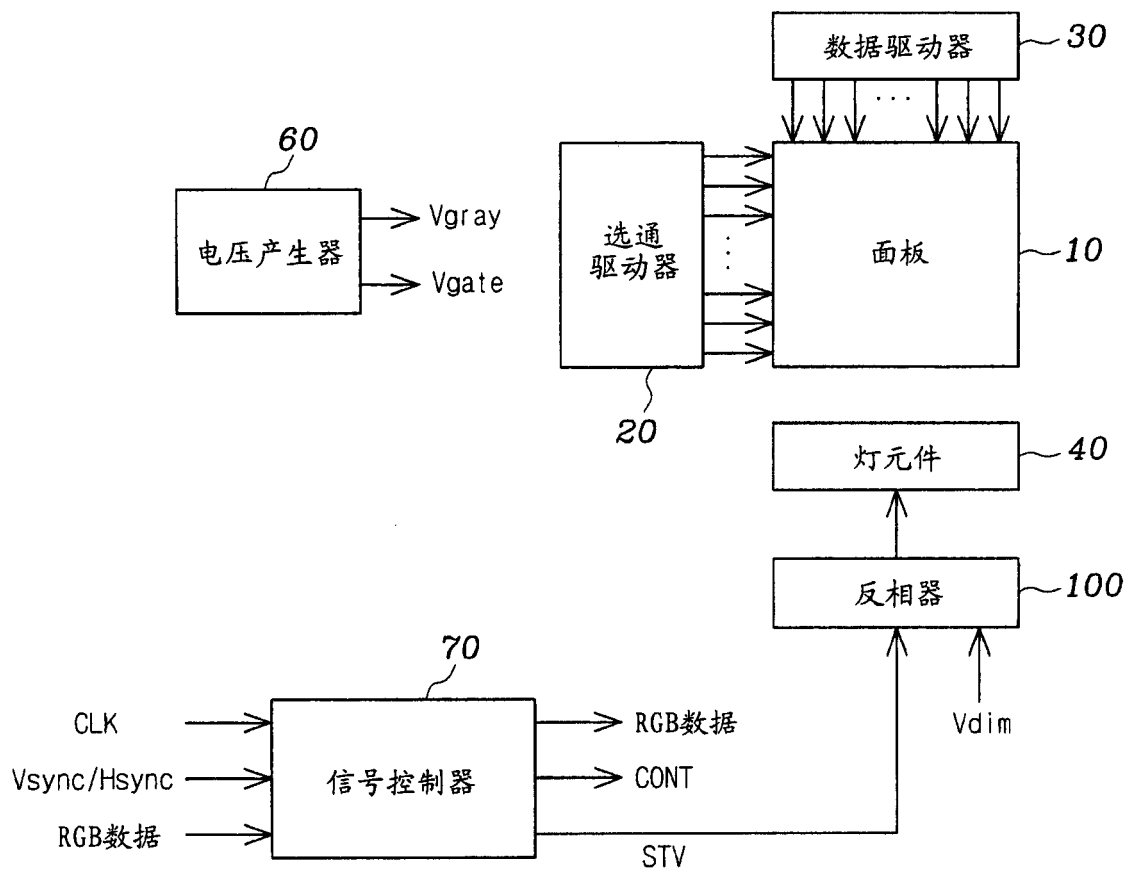 数据驱动器
30
60
电压产生器
Vgray
Vgate
选通
驱动器
20
面板
10
灯元件
40
反相器
100
Vdim
70
CLK
Vsync/Hsync
RGB数据
信号控制器
RGB数据
CONT
STV